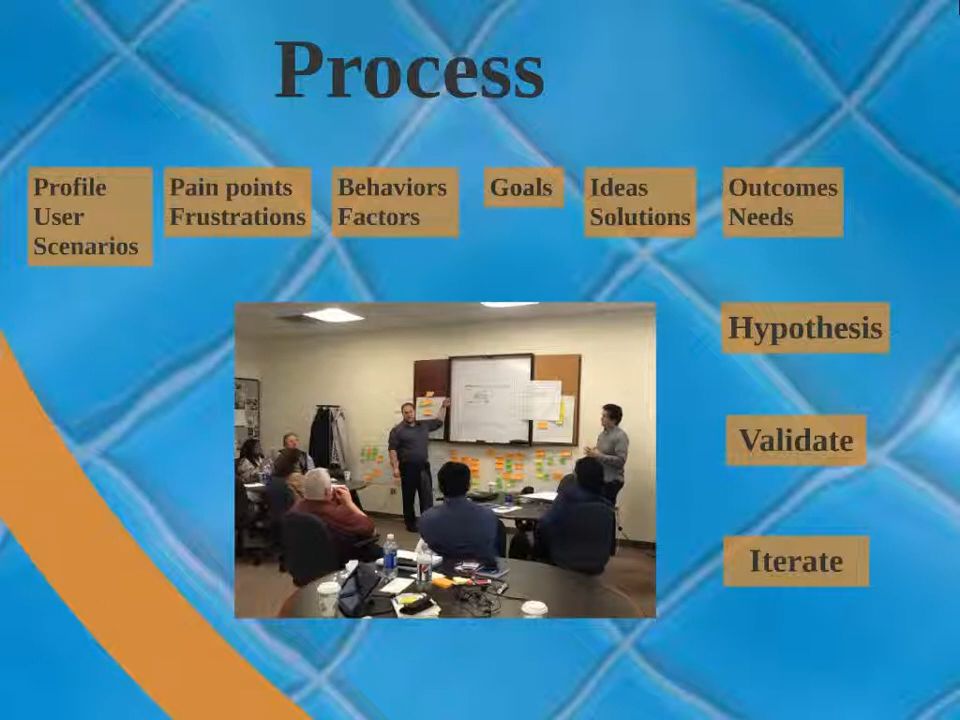 Process
Profile
User
Scenarios
Pain points
Frustrations
Behaviors
Factors
Goals
Ideas
Solutions
Outcomes
Needs
Hypothesis
Validate
Iterate